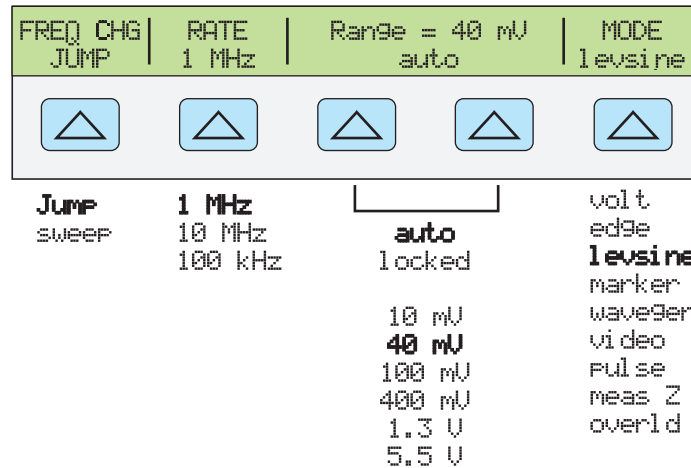 FREQ CHG
JUMP
RATE
1 MHz
Range = 40 mV
auto
MODE
levsine
Jump
sweep
1 MHz
10 MHz
100 kHz
auto
locked
10 mV
40 mV
100 mV
400 mV
1.3 V
5.5 V
volt
edge
levsine
marker
wavegen
video
pulse
meas Z
overld